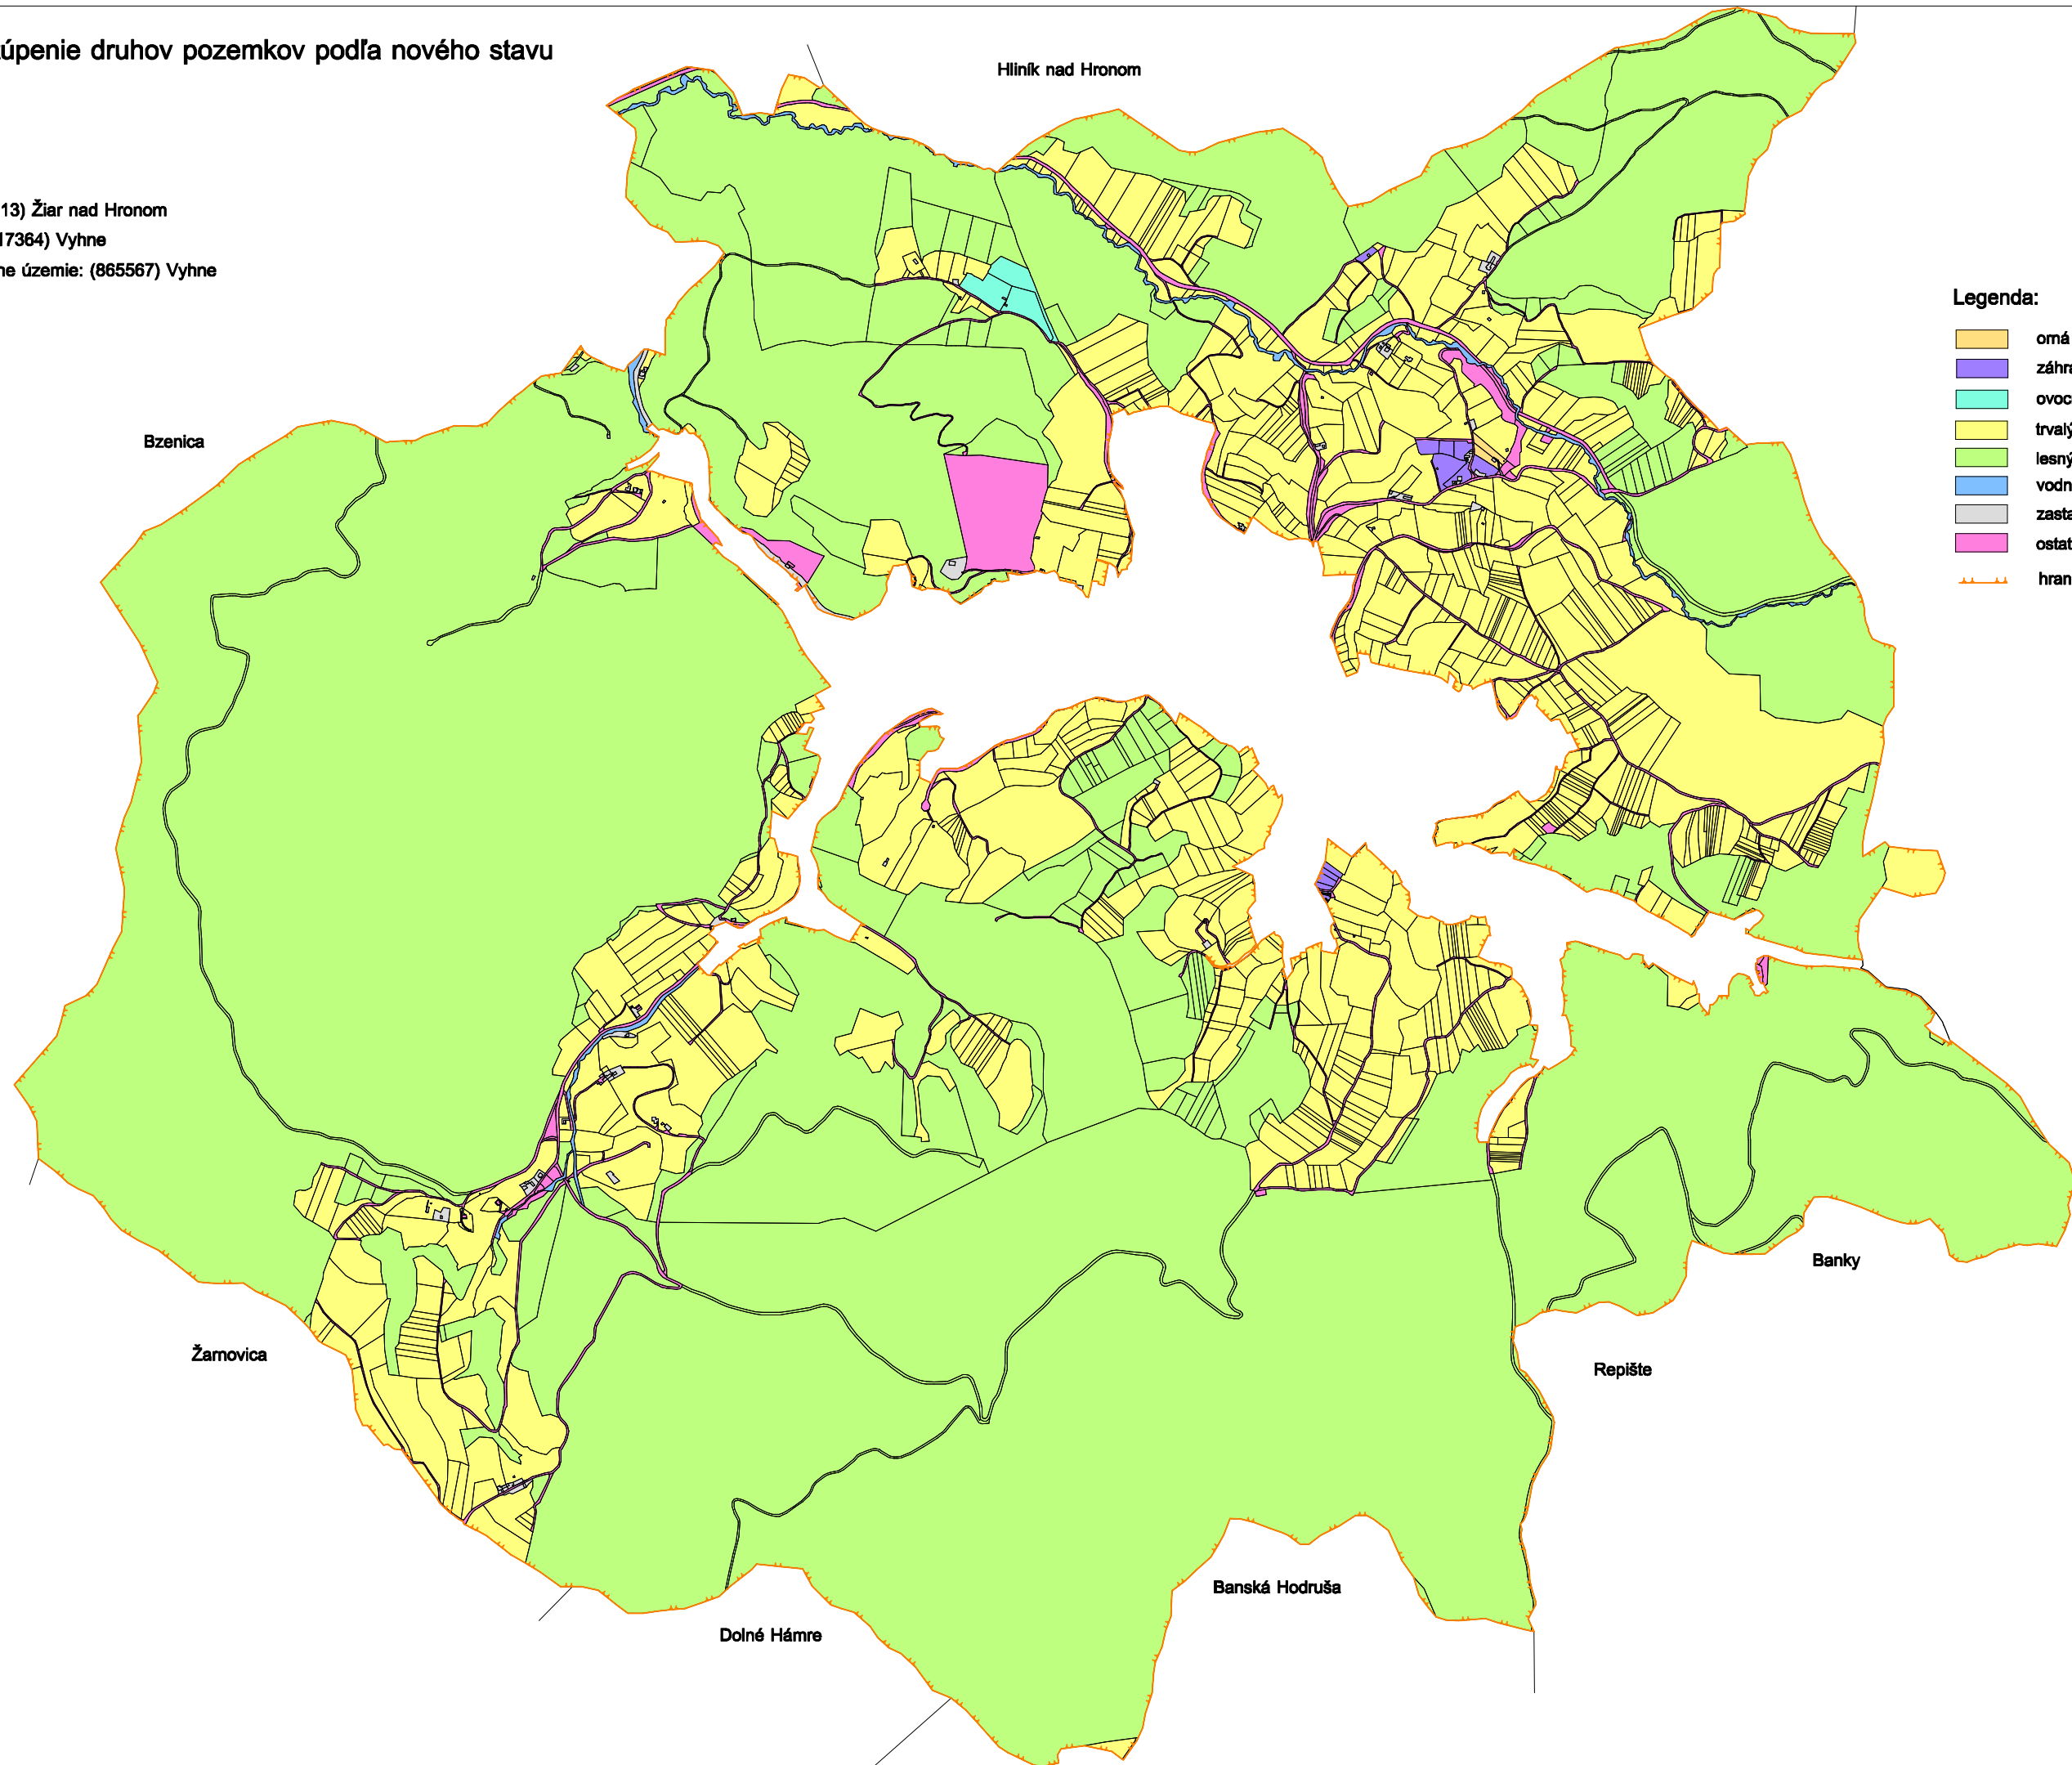 úpenie druhov pozemkov podľa nového stavu
13) Žiar nad Hronom
17364) Vyhne
ne územie: (865567) Vyhne
Hliník nad Hronom
Bzenica
Legenda:
orná
záhra
ovoc
trvalý
lesný
vodn
zasta
ostat
hran
Banky
Repište
Žarnovica
Banská Hodruša
Dolné Hámre